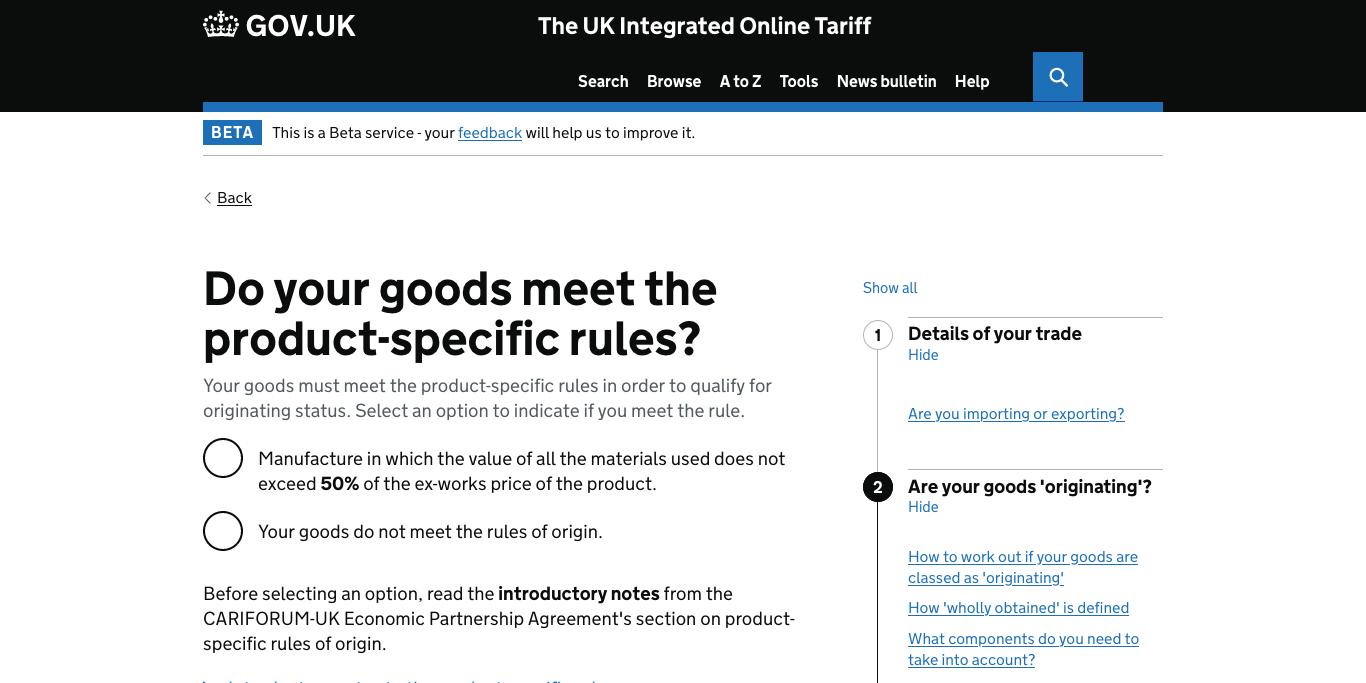 GOV.UK
The UK Integrated Online Tariff
Search Browse A to Z Tools News bulletin Help
BETA This is a Beta service - your feedback will help us to improve it.
Back
Do your goods meet the
product-specific rules?
Your goods must meet the product-specific rules in order to qualify for
originating status. Select an option to indicate if you meet the rule.
Manufacture in which the value of all the materials used does not
exceed 50% of the ex-works price of the product.
Your goods do not meet the rules of origin.
Before selecting an option, read the introductory notes from the
CARIFORUM-UK Economic Partnership Agreement's section on product-
specific rules of origin.
Show all
1 Details of your trade
Hide
Are you importing or exporting?
2 Are your goods 'originating'?
Hide
How to work out if your goods are
classed as 'originating'
How 'wholly obtained' is defined
What components do you need to
take into account?